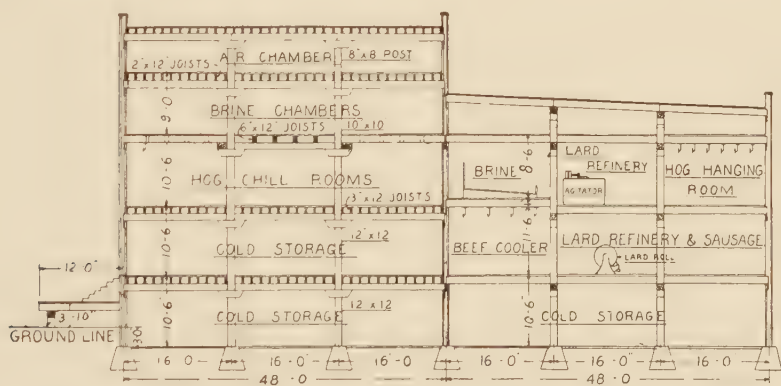 AIR CHAMBER
8"x8" POST
2"x12" JOISTS
BRINE CHAMBERS
9-0
6"x12" JOISTS
10"x10"
HOG CHILL ROOMS
10-6
3"x12 JOISTS
COLD STORAGE
12"x12"
10-6
COLD STORAGE
12"x12
10-6
12'-0"
3'-10"
GROUND LINE
BRINE
8-6
LARD
REFINERY
AGITATOR
HOG HANGING
ROOM
BEEF COOLER
11-6
LARD REFINERY & SAUSAGE
LARD ROLL
10-6
COLD STORAGE
16-0
16'-0"
16'-0
16-0"
16-0"
16-0
48-0
48-0